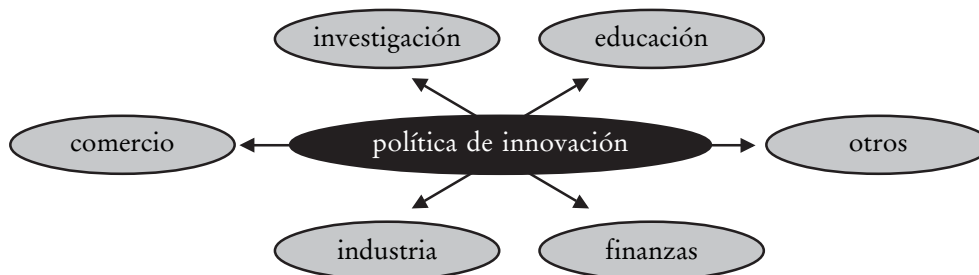 investigación
educación
comercio
política de innovación
otros
industria
finanzas